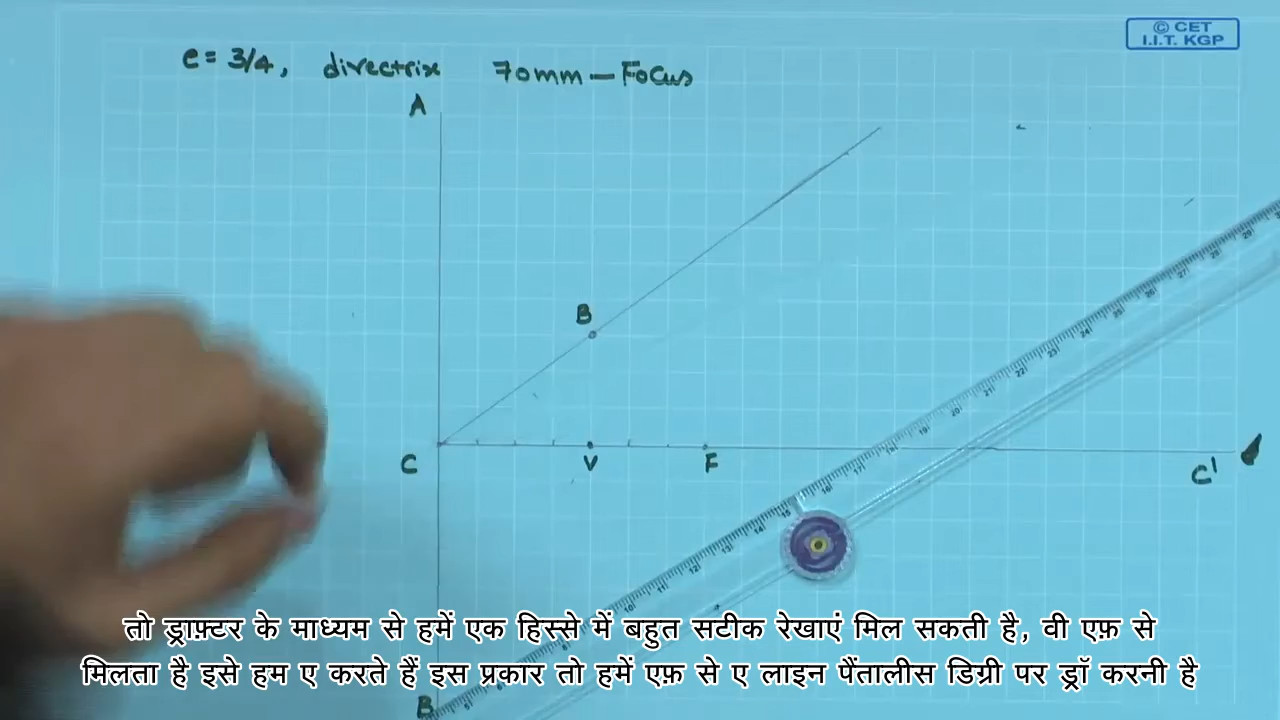 © CET
I.I.T. KGP
e = 3/4, directrix 70mm — Focus
A
B
C V F C'
B
तो ड्राफ़्टर के माध्यम से हमें एक हिस्से में बहुत सटीक रेखाएं मिल सकती है, वी एफ़ से
मिलता है इसे हम ए करते हैं इस प्रकार तो हमें एफ़ से ए लाइन पैंतालीस डिग्री पर ड्रॉ करनी है